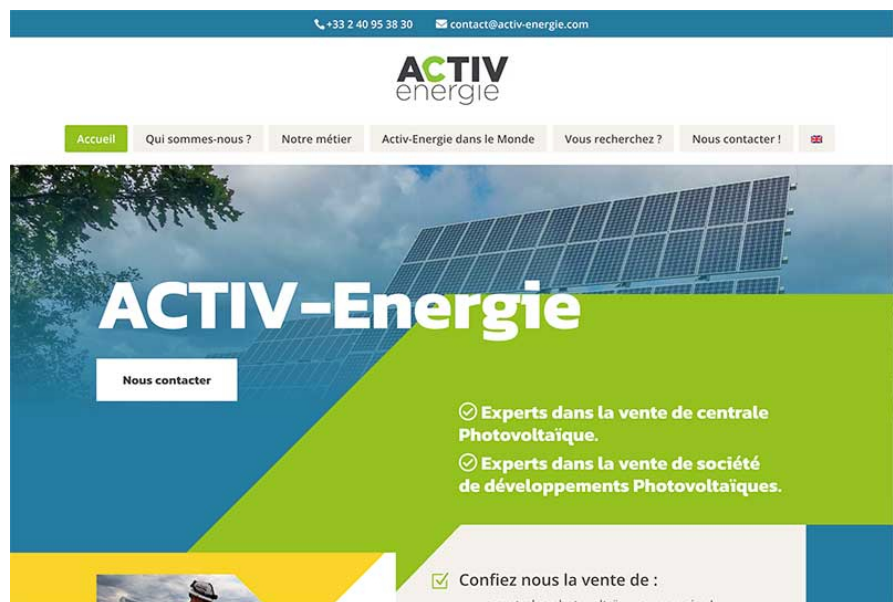 +33 2 40 95 38 30 contact@activ-energie.com
ACTIV
energie
Accueil Qui sommes-nous ? Notre métier Activ-Energie dans le Monde Vous recherchez ? Nous contacter !
ACTIV-Energie
Nous contacter
Experts dans la vente de centrale
Photovoltaïque.
Experts dans la vente de société
de développements Photovoltaïques.
Confiez nous la vente de :